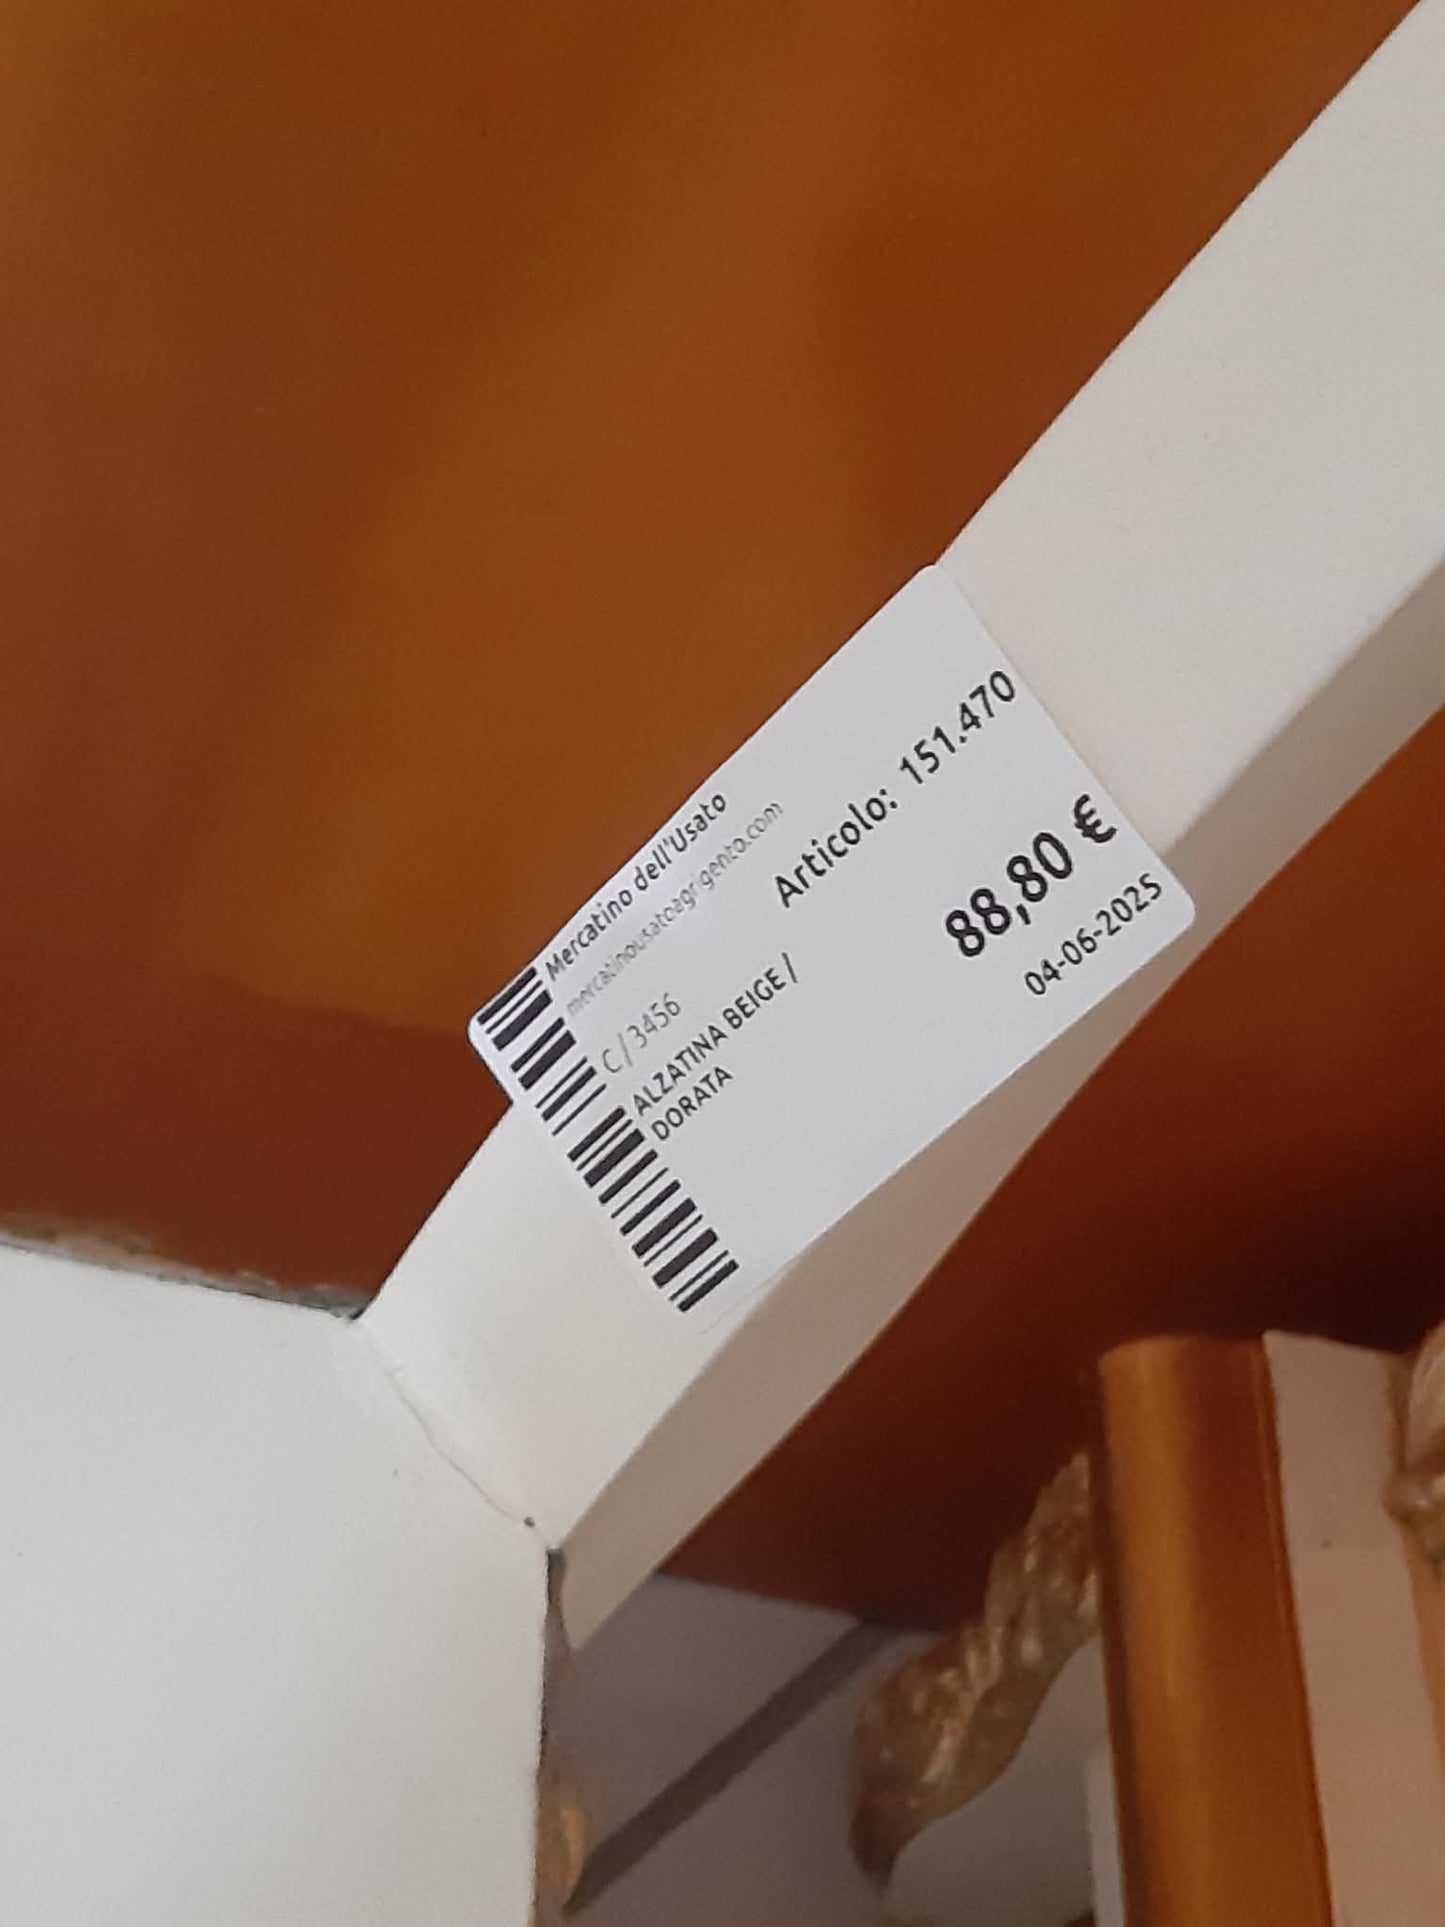 Mercatino dell'Usato
mercatinousatoagrigento.com
Articolo: 151.470
C/3456
ALZATINA BEIGE /
DORATA
88,80 €
04-06-2025